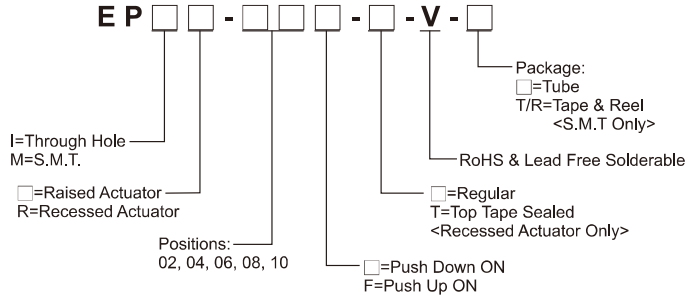 EP□□-□□□-□-V-□
Package:
□=Tube
T/R=Tape & Reel
<S.M.T Only>
I=Through Hole
M=S.M.T.
RoHS & Lead Free Solderable
□=Raised Actuator
R=Recessed Actuator
□=Regular
T=Top Tape Sealed
<Recessed Actuator Only>
Positions:
02, 04, 06, 08, 10
□=Push Down ON
F=Push Up ON